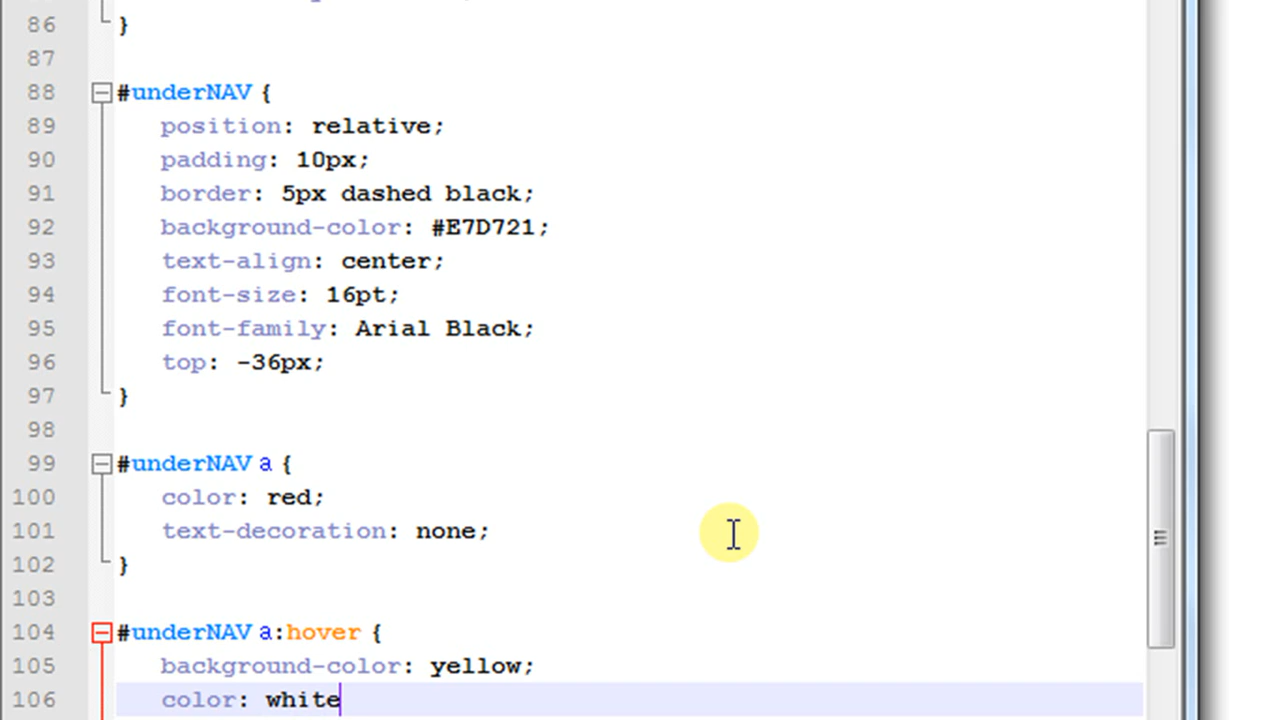 86 }
87
88 #underNAV {
89 position: relative;
90 padding: 10px;
91 border: 5px dashed black;
92 background-color: #E7D721;
93 text-align: center;
94 font-size: 16pt;
95 font-family: Arial Black;
96 top: -36px;
97 }
98
99 #underNAV a {
100 color: red;
101 text-decoration: none;
102 }
103
104 #underNAV a:hover {
105 background-color: yellow;
106 color: white